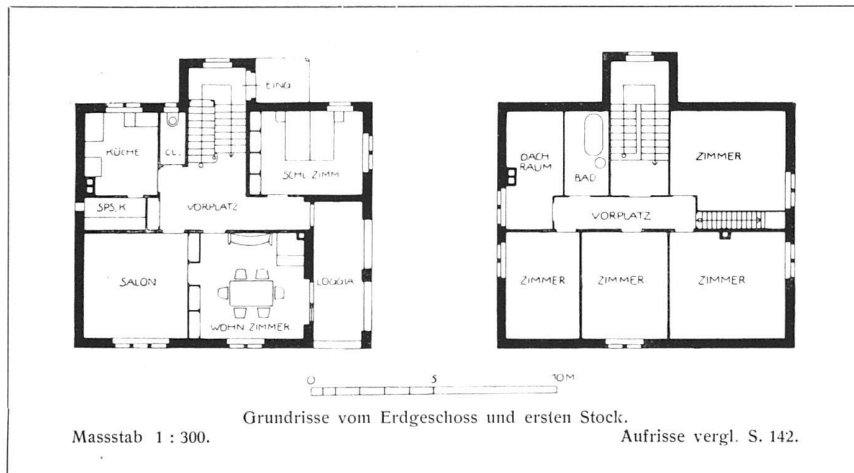 EING
KÜCHE
CL.
SCHL ZIMM
SPS. K
VORPLATZ
SALON
WOHN ZIMMER
LOGGIA
DACH
RAUM
BAD
ZIMMER
VORPLATZ
ZIMMER
ZIMMER
ZIMMER
0 5 10 M
Grundrisse vom Erdgeschoss und ersten Stock.
Massstab 1 : 300. Aufrisse vergl. S. 142.